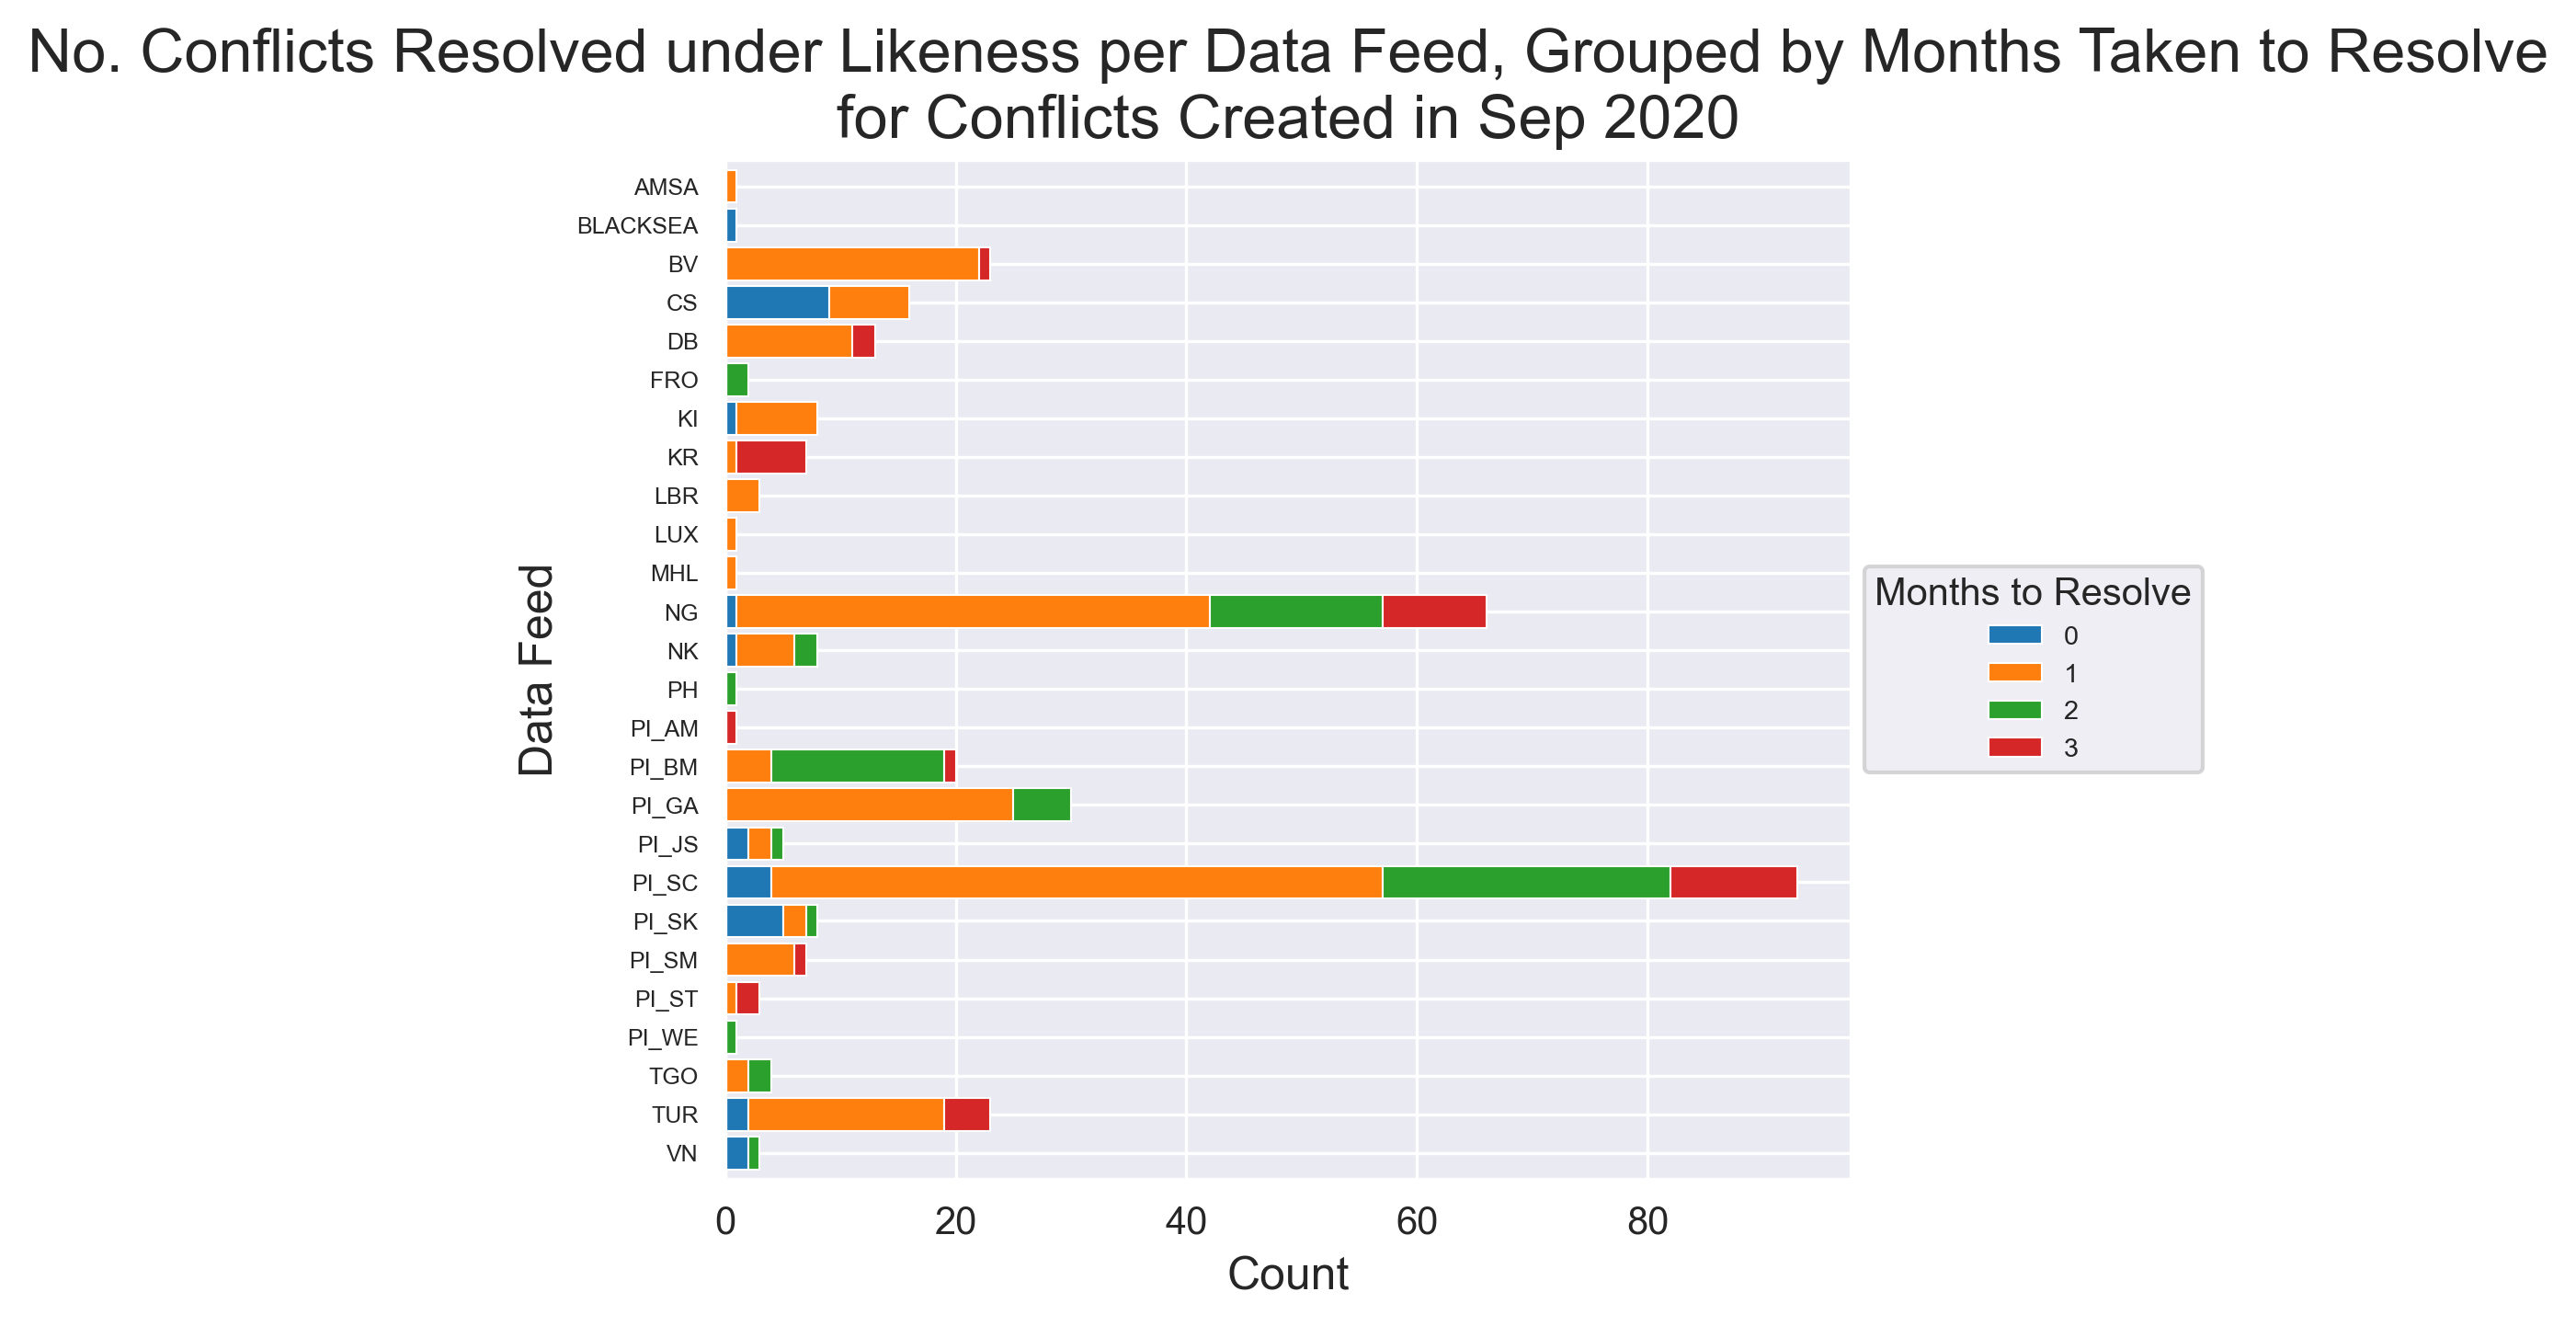 No. Conflicts Resolved under Likeness per Data Feed, Grouped by Months Taken to Resolve
for Conflicts Created in Sep 2020
AMSA
BLACKSEA
BV
CS
DB
FRO
KI
KR
LBR
LUX
MHL
NG
NK
PH
PI_AM
PI_BM
PI_GA
PI_JS
PI_SC
PI_SK
PI_SM
PI_ST
PI_WE
TGO
TUR
VN
Data Feed
0 20 40 60 80
Count
Months to Resolve
0
1
2
3